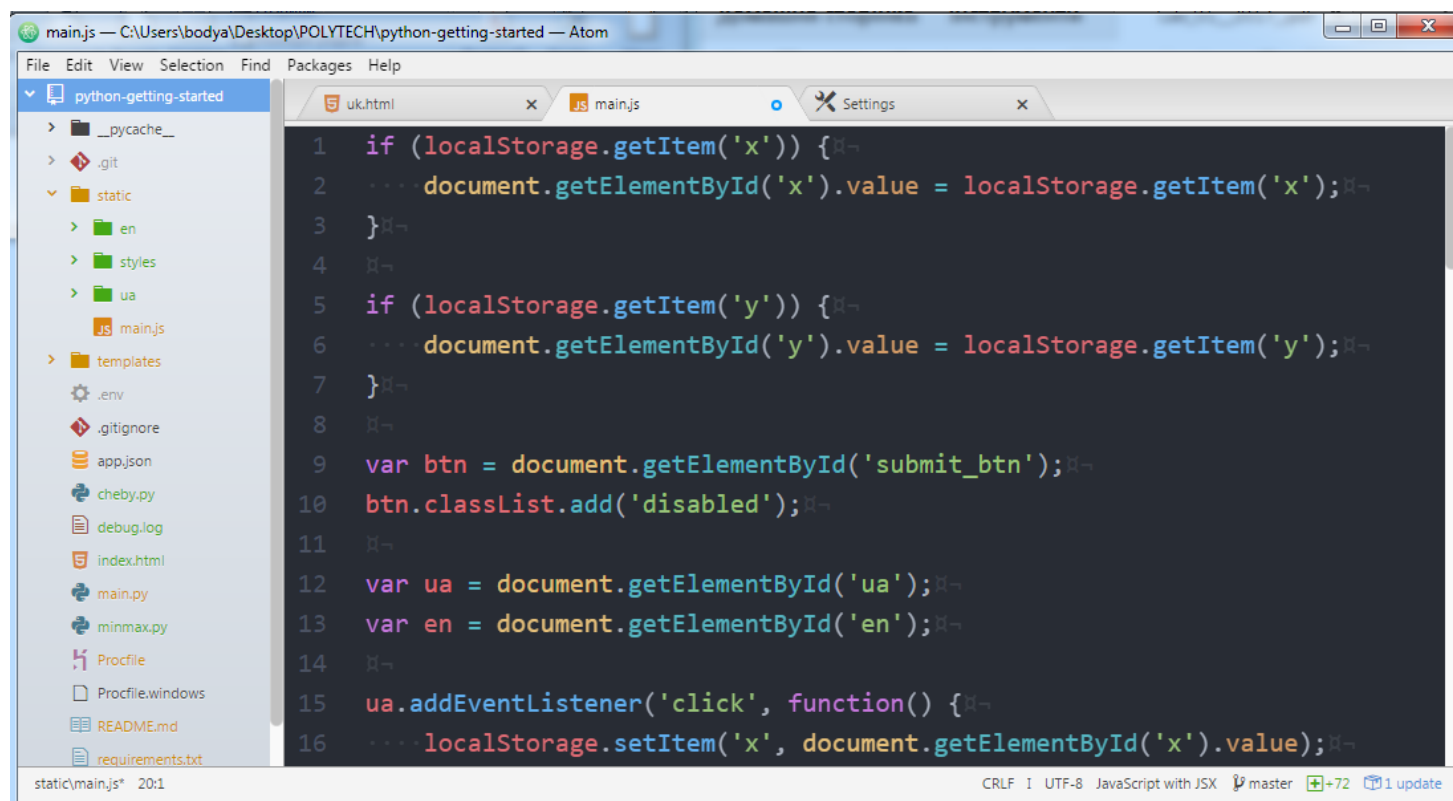 main.js — C:\Users\bodya\Desktop\POLYTECH\python-getting-started — Atom
File Edit View Selection Find Packages Help
python-getting-started
__pycache__
.git
static
en
styles
ua
main.js
templates
.env
.gitignore
app.json
cheby.py
debug.log
index.html
main.py
minmax.py
Procfile
Procfile.windows
README.md
requirements.txt
uk.html main.js Settings
1 if (localStorage.getItem('x')) {¤¬
2 ····document.getElementById('x').value = localStorage.getItem('x');¤¬
3 }¤¬
4 ¤¬
5 if (localStorage.getItem('y')) {¤¬
6 ····document.getElementById('y').value = localStorage.getItem('y');¤¬
7 }¤¬
8 ¤¬
9 var btn = document.getElementById('submit_btn');¤¬
10 btn.classList.add('disabled');¤¬
11 ¤¬
12 var ua = document.getElementById('ua');¤¬
13 var en = document.getElementById('en');¤¬
14 ¤¬
15 ua.addEventListener('click', function() {¤¬
16 ····localStorage.setItem('x', document.getElementById('x').value);¤¬
static\main.js* 20:1 CRLF I UTF-8 JavaScript with JSX master +72 1 update